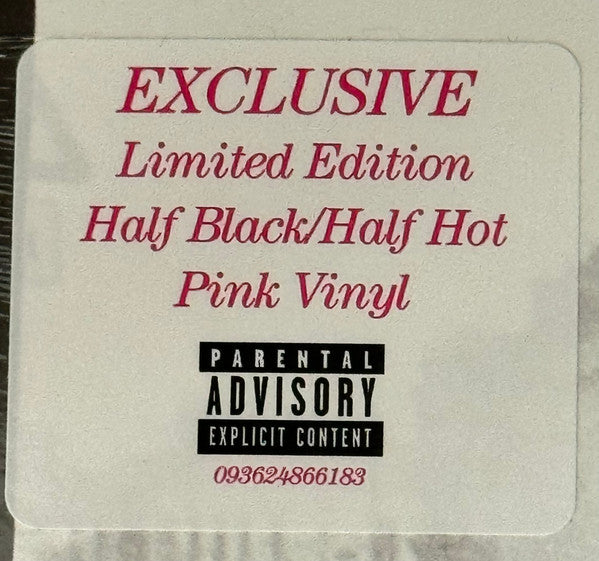 EXCLUSIVE
Limited Edition
Half Black/Half Hot
Pink Vinyl
PARENTAL
ADVISORY
EXPLICIT CONTENT
093624866183